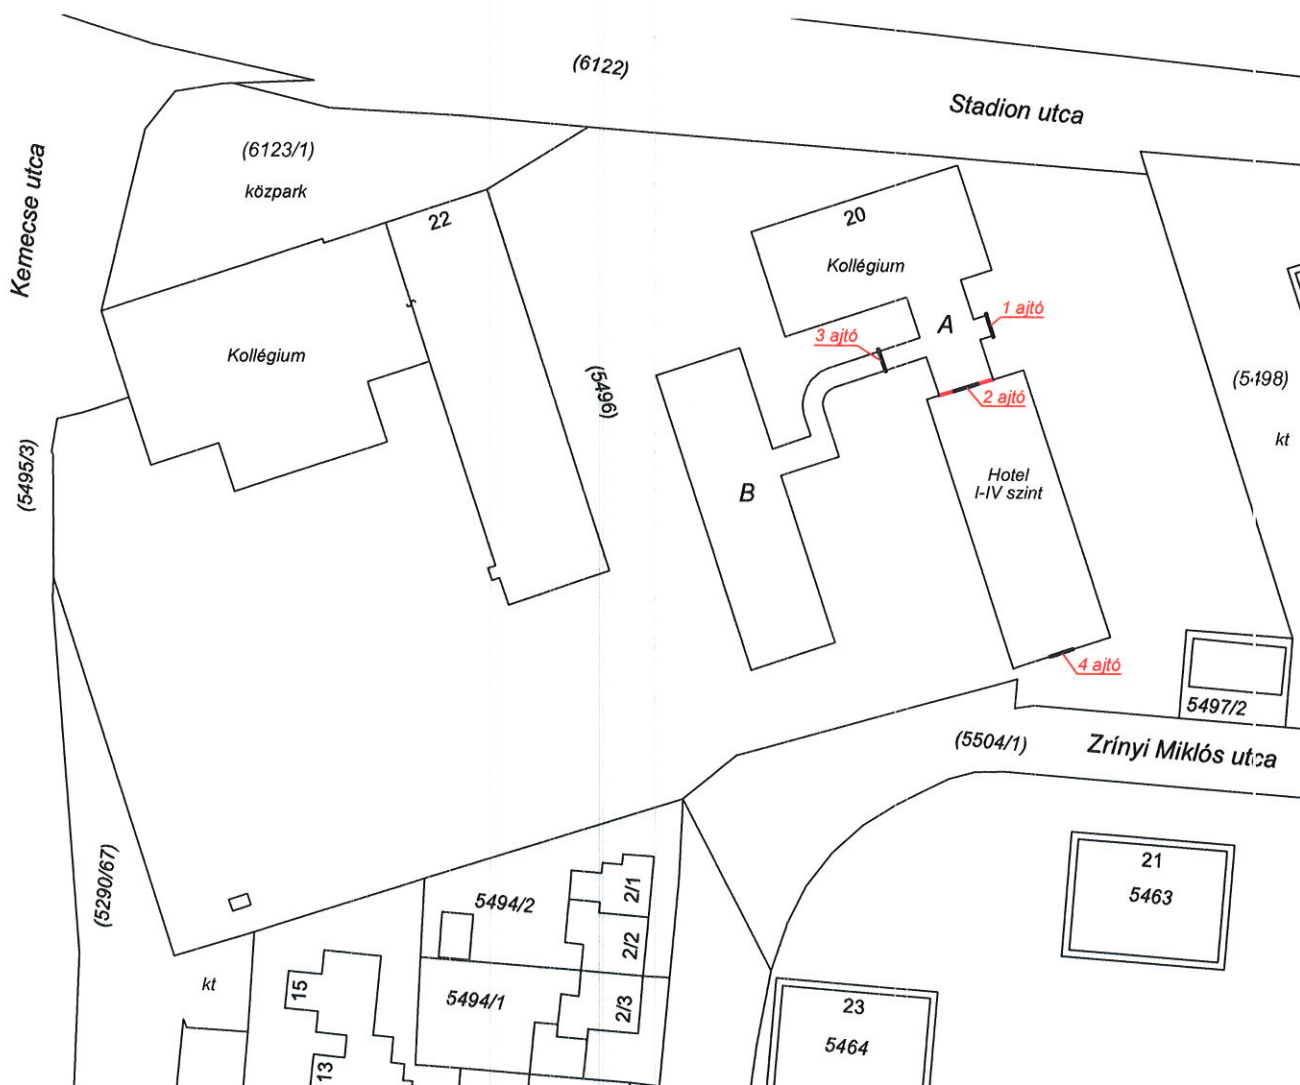 (6122)
Stadion utca
(6123/1)
közpark
Kemecse utca
22
20
Kollégium
1 ajtó
A
3 ajtó
Kollégium
(5496)
(5498)
2 ajtó
kt
(5495/3)
Hotel
I-IV szint
B
4 ajtó
5497/2
(5504/1)
Zrínyi Miklós utca
(5290/67)
21
5463
5494/2
2/1
2/2
kt
15
5494/1
2/3
23
5464
13